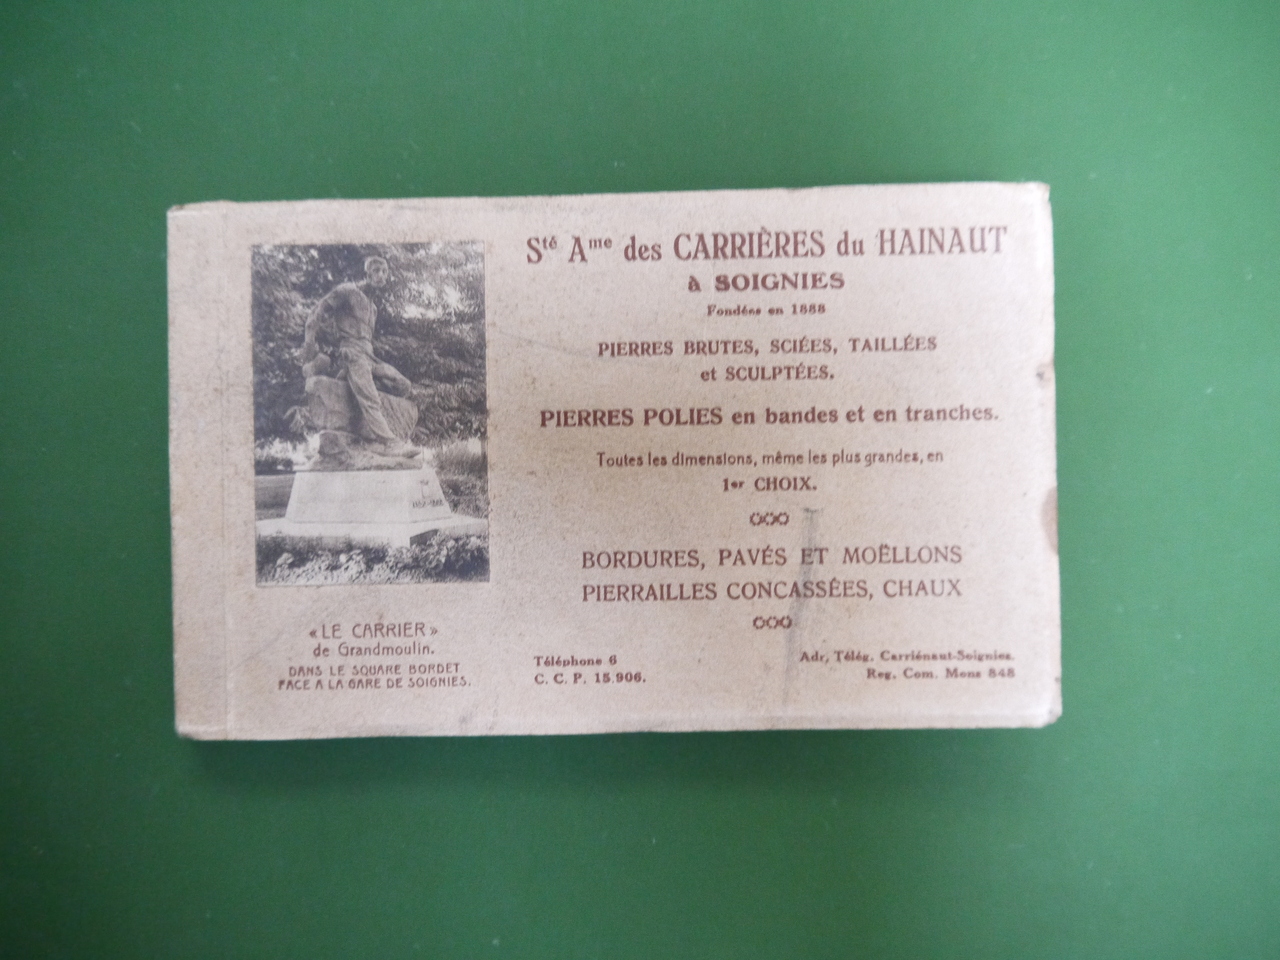 Sté Ame des CARRIÈRES du HAINAUT
à SOIGNIES
Fondées en 1888
PIERRES BRUTES, SCIÉES, TAILLÉES
et SCULPTÉES.
PIERRES POLIES en bandes et en tranches.
Toutes les dimensions, même les plus grandes, en
1er CHOIX.
BORDURES, PAVÉS ET MOËLLONS
PIERRAILLES CONCASSÉES, CHAUX
Téléphone 6
C. C. P. 15.906.
Adr, Télég. Carriénaut-Soignies.
Reg. Com. Mons 848
«LE CARRIER»
de Grandmoulin.
DANS LE SQUARE BORDET
FACE A LA GARE DE SOIGNIES.